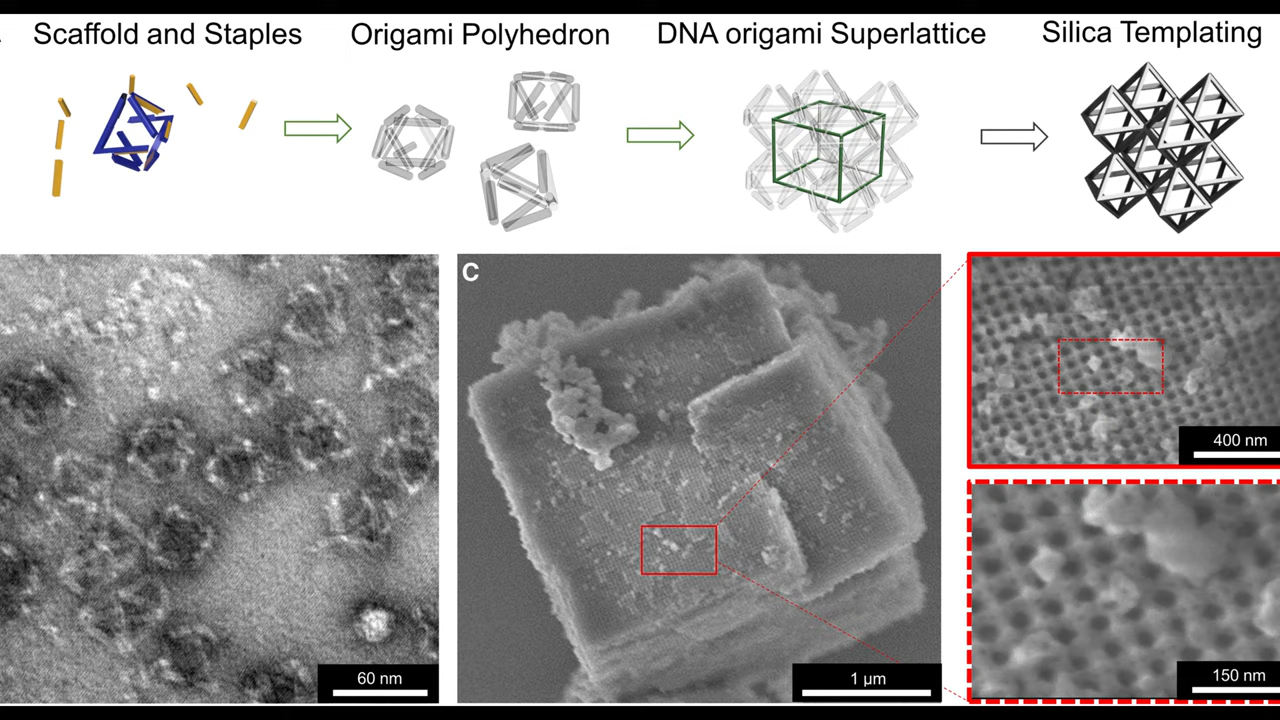 Scaffold and Staples
Origami Polyhedron
DNA origami Superlattice
Silica Templating
C
60 nm
1 µm
400 nm
150 nm